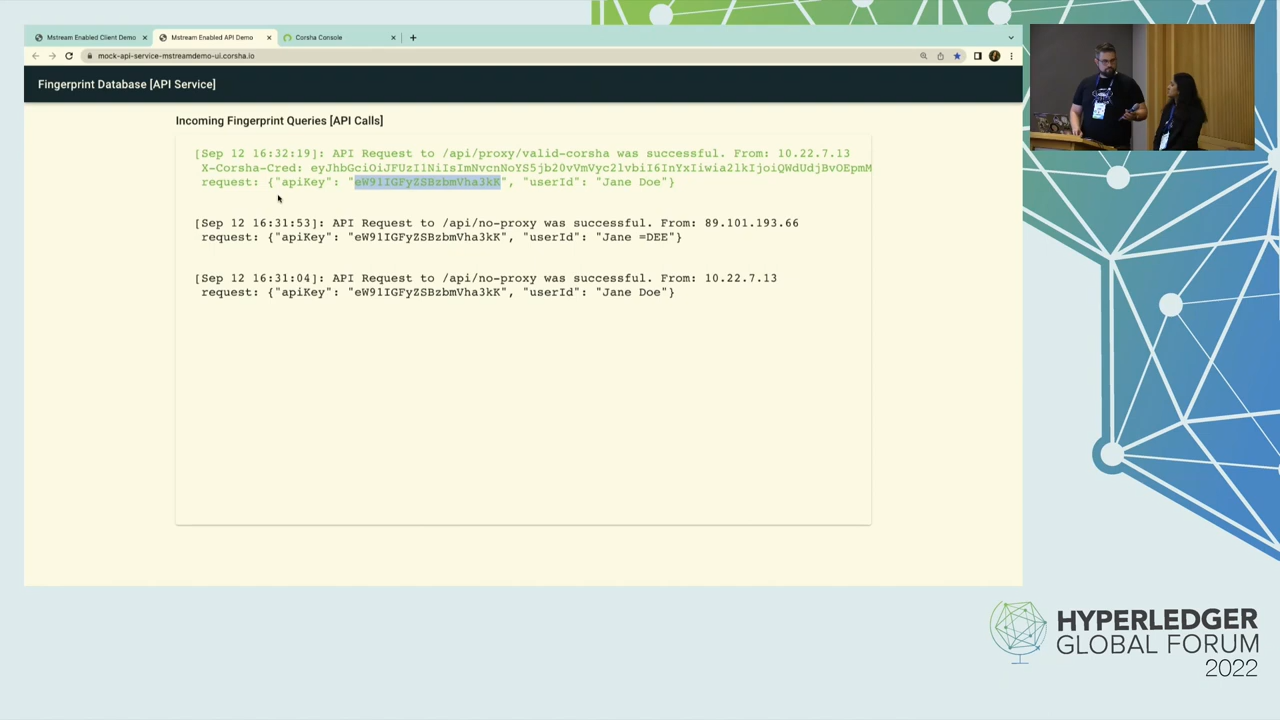 Mstream Enabled Client Demo
Mstream Enabled API Demo
Corsha Console
mock-api-service-mstreamdemo-ui.corsha.io
Fingerprint Database [API Service]
Incoming Fingerprint Queries [API Calls]
[Sep 12 16:32:19]: API Request to /api/proxy/valid-corsha was successful. From: 10.22.7.13
X-Corsha-Cred: eyJhbGciOiJFUzI1NiIsImNvcnNoYS5jb20vVmVyc2lvbiI6InYxIiwia2lkIjoiQWdUdjBvOEpmM
request: {"apiKey": "eW91IGFyZSBzbmVha3kK", "userId": "Jane Doe"}
[Sep 12 16:31:53]: API Request to /api/no-proxy was successful. From: 89.101.193.66
request: {"apiKey": "eW91IGFyZSBzbmVha3kK", "userId": "Jane =DEE"}
[Sep 12 16:31:04]: API Request to /api/no-proxy was successful. From: 10.22.7.13
request: {"apiKey": "eW91IGFyZSBzbmVha3kK", "userId": "Jane Doe"}
HYPERLEDGER
GLOBAL FORUM
2022